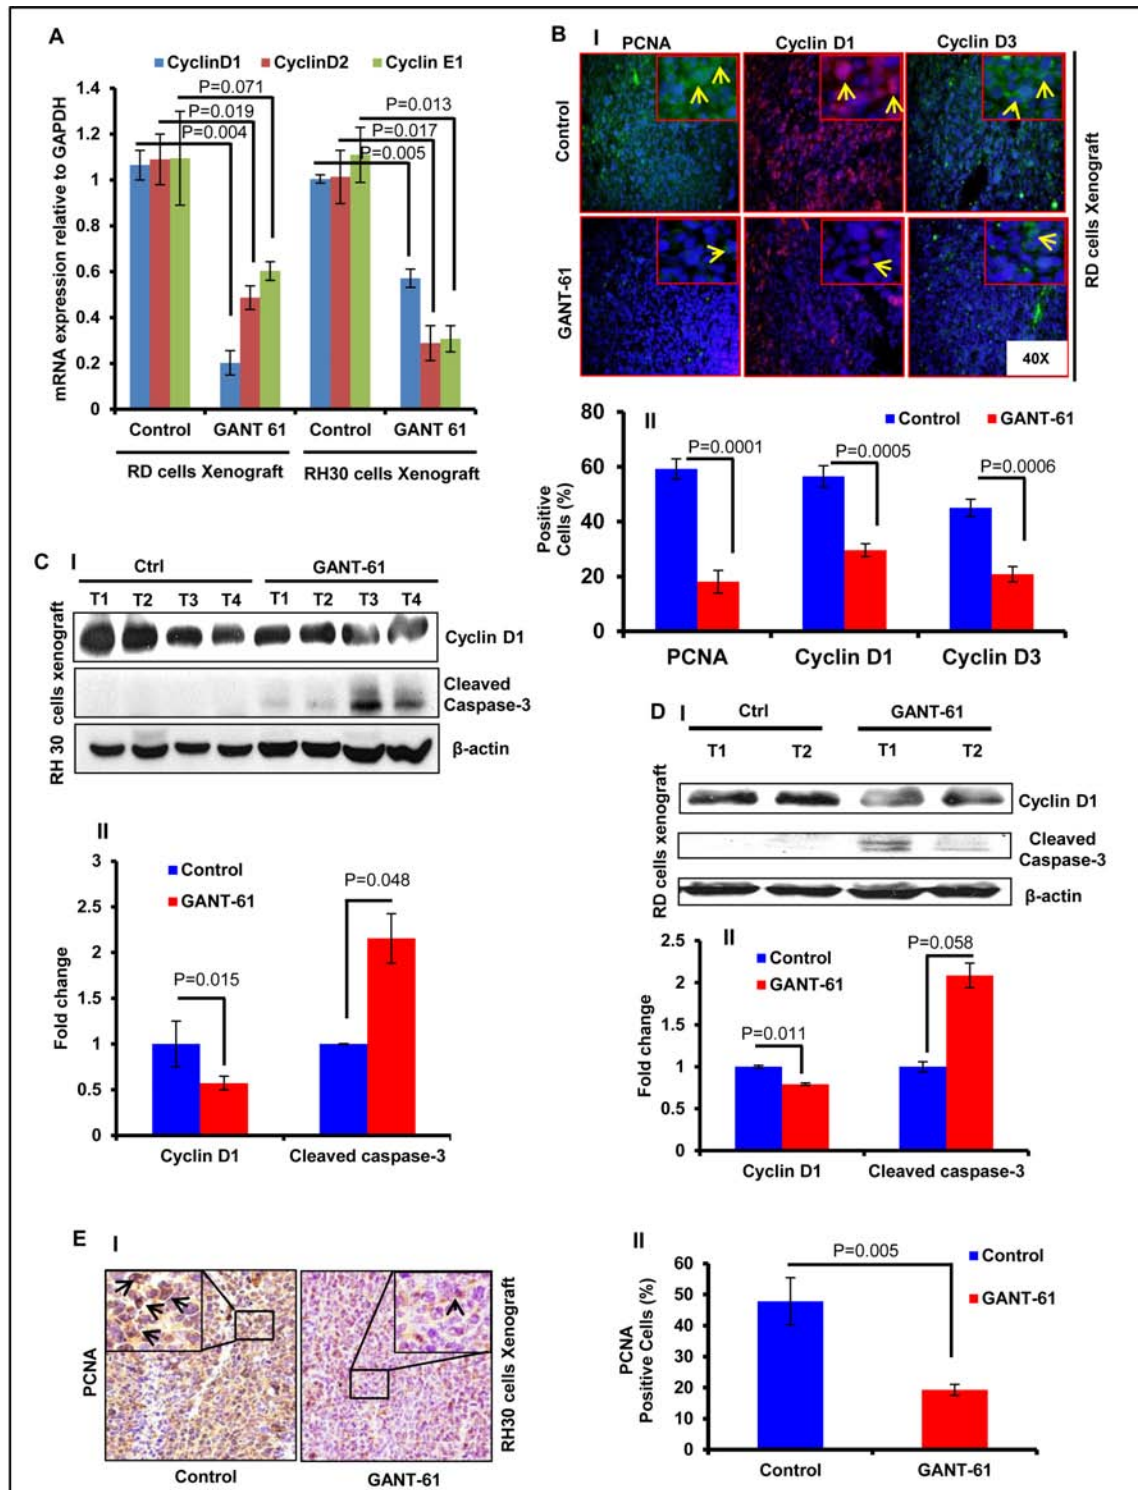 A
CyclinD1 CyclinD2 Cyclin E1
P=0.071
P=0.019
P=0.004
P=0.013
P=0.017
P=0.005
mRNA expression relative to GAPDH
1.4
1.2
1
0.8
0.6
0.4
0.2
0
Control GANT 61 Control GANT 61
RD cells Xenograft RH30 cells Xenograft
B I
PCNA Cyclin D1 Cyclin D3
Control
GANT-61
40X
RD cells Xenograft
II
Control GANT-61
P=0.0001 P=0.0005 P=0.0006
Positive
Cells (%)
80
60
40
20
0
PCNA Cyclin D1 Cyclin D3
C I
Ctrl GANT-61
T1 T2 T3 T4 T1 T2 T3 T4
RH 30 cells xenograft
Cyclin D1
Cleaved
Caspase-3
β-actin
II
Control
GANT-61
P=0.015
P=0.048
Fold change
3
2.5
2
1.5
1
0.5
0
Cyclin D1 Cleaved caspase-3
D I
Ctrl GANT-61
T1 T2 T1 T2
RD cells xenograft
Cyclin D1
Cleaved
Caspase-3
β-actin
II
Control
GANT-61
P=0.011
P=0.058
Fold change
2.5
2
1.5
1
0.5
0
Cyclin D1 Cleaved caspase-3
E I
PCNA
Control GANT-61
RH30 cells Xenograft
II
Control
GANT-61
P=0.005
PCNA
Positive Cells (%)
60
50
40
30
20
10
0
Control GANT-61